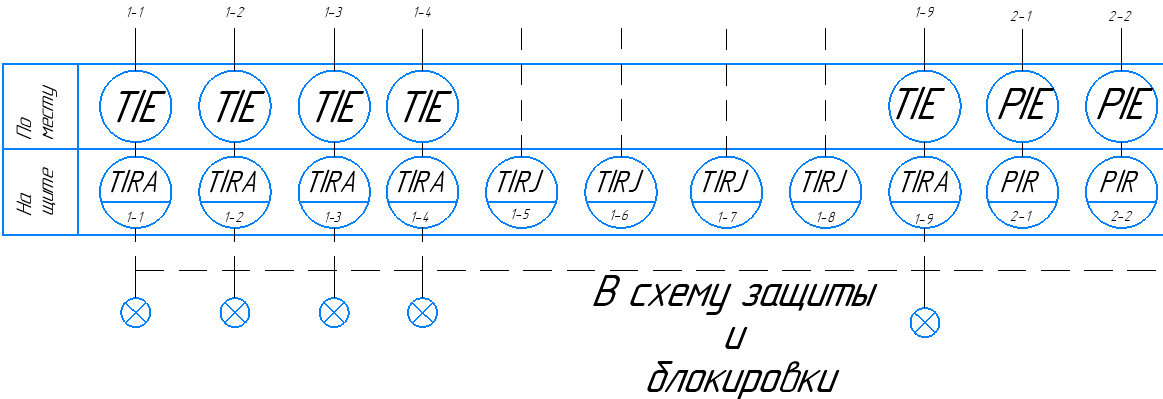 1-1 1-2 1-3 1-4 1-9 2-1 2-2
По месту
TIE TIE TIE TIE TIE PIE PIE
На щите
TIRA TIRA TIRA TIRA TIRJ TIRJ TIRJ TIRJ TIRA PIR PIR
1-1 1-2 1-3 1-4 1-5 1-6 1-7 1-8 1-9 2-1 2-2
В схему защиты
и
блокировки